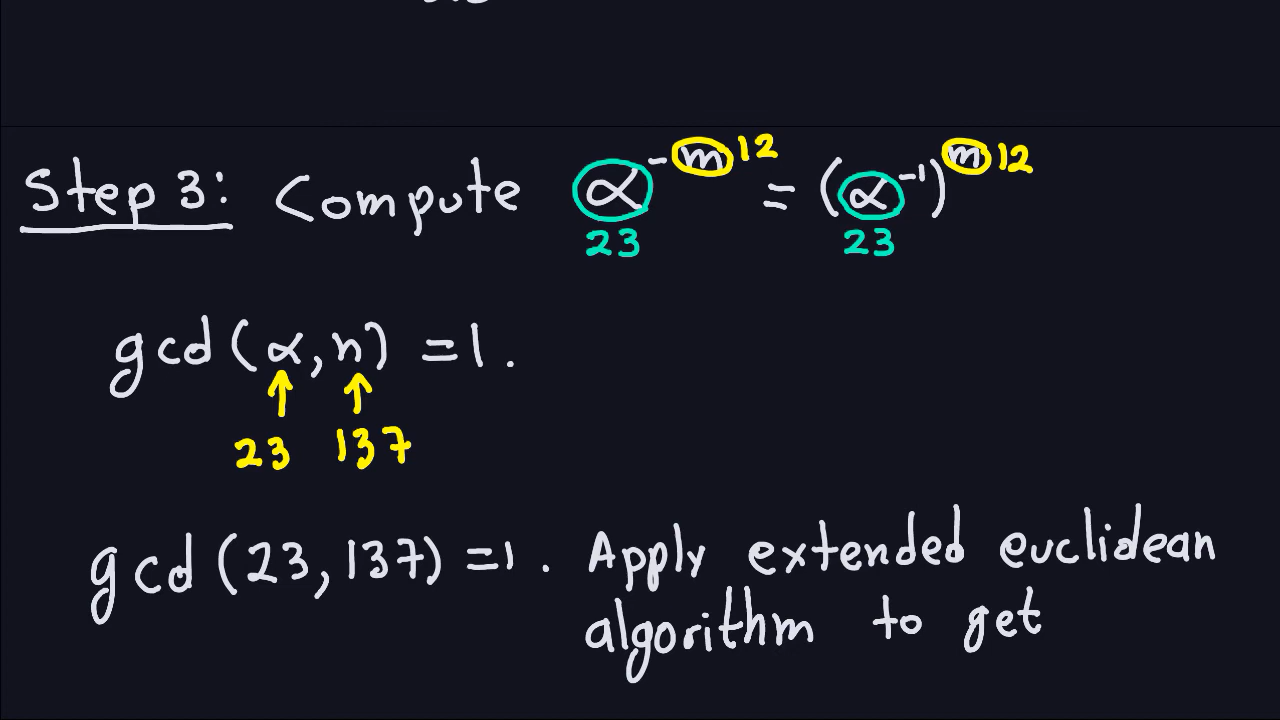 Step 3: Compute α^-m 12 = (α^-1)^m 12
23 23
gcd(α,n) = 1.
23 137
gcd(23,137) = 1. Apply extended euclidean
algorithm to get